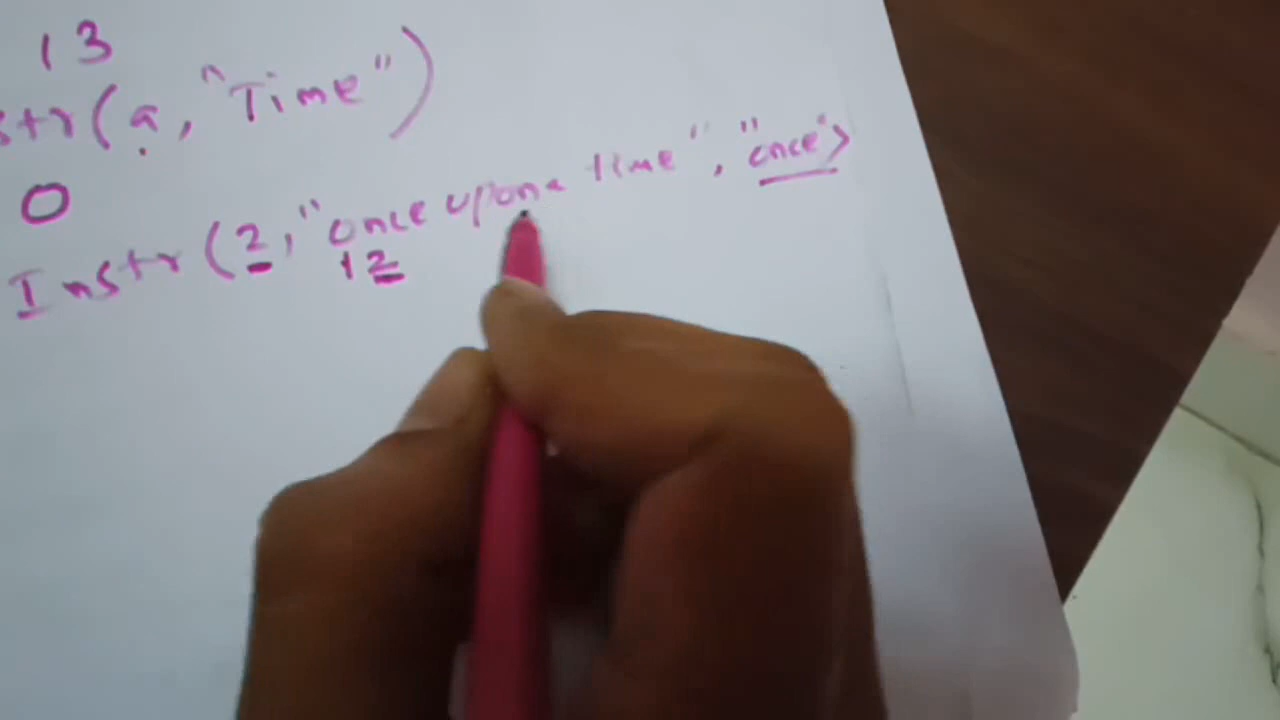 13
str(a, "Time")
0
Instr (2, "once upon a time", "once")
12